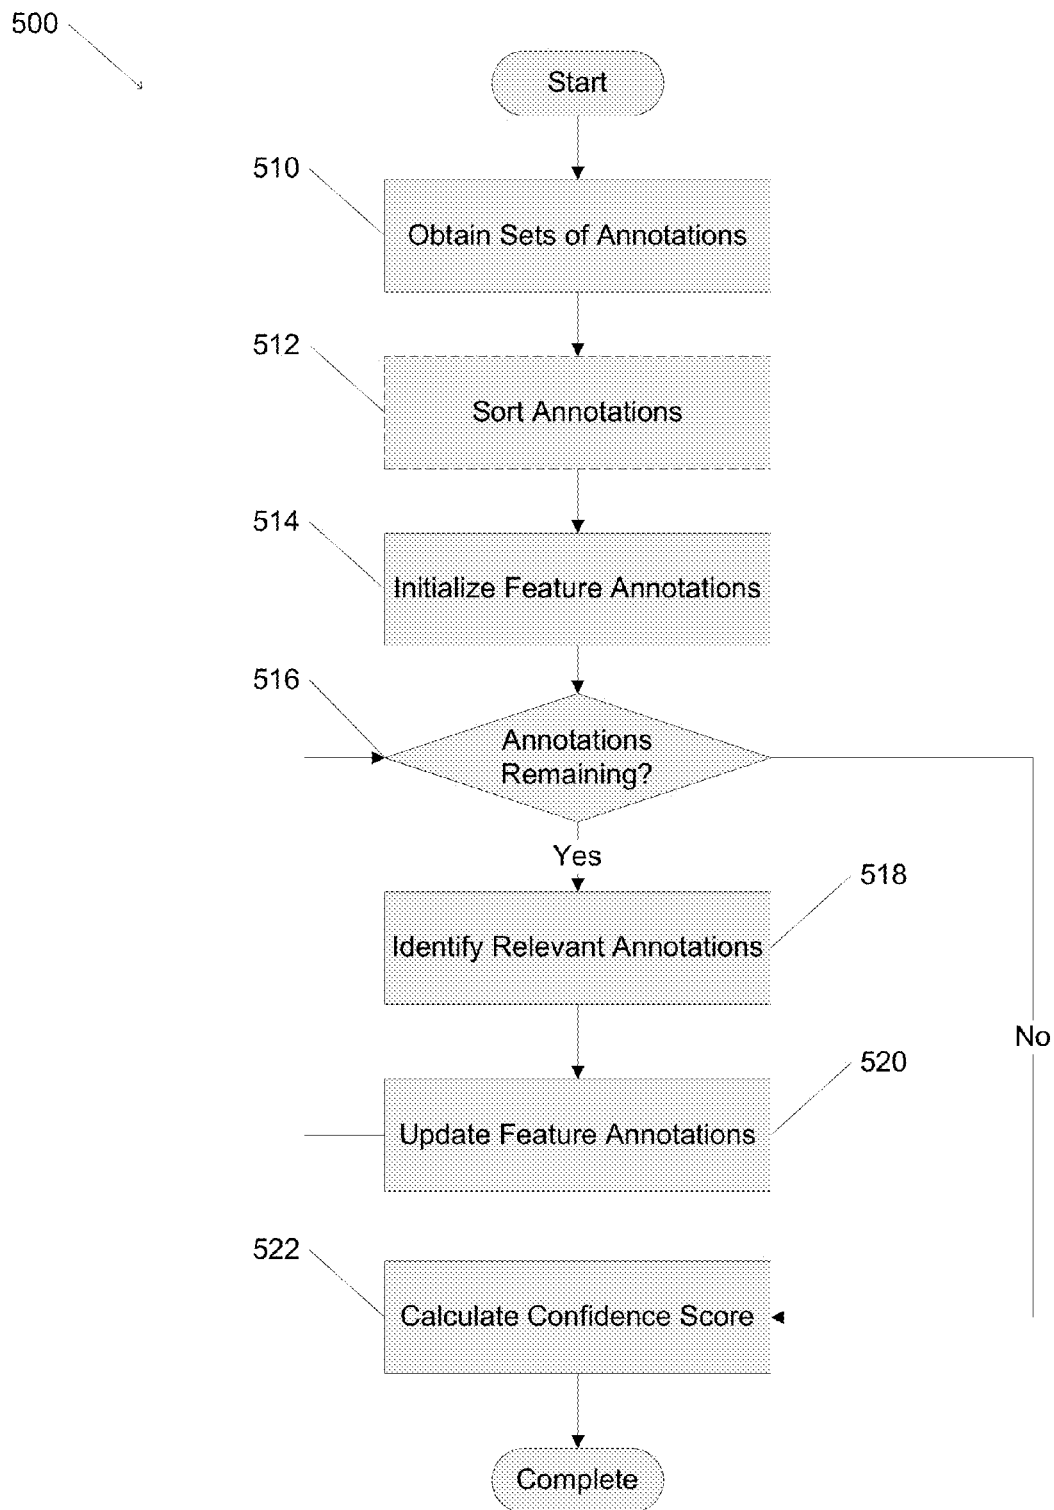 500
Start
510
Obtain Sets of Annotations
512
Sort Annotations
514
Initialize Feature Annotations
516
Annotations
Remaining?
Yes
518
Identify Relevant Annotations
No
520
Update Feature Annotations
522
Calculate Confidence Score
Complete